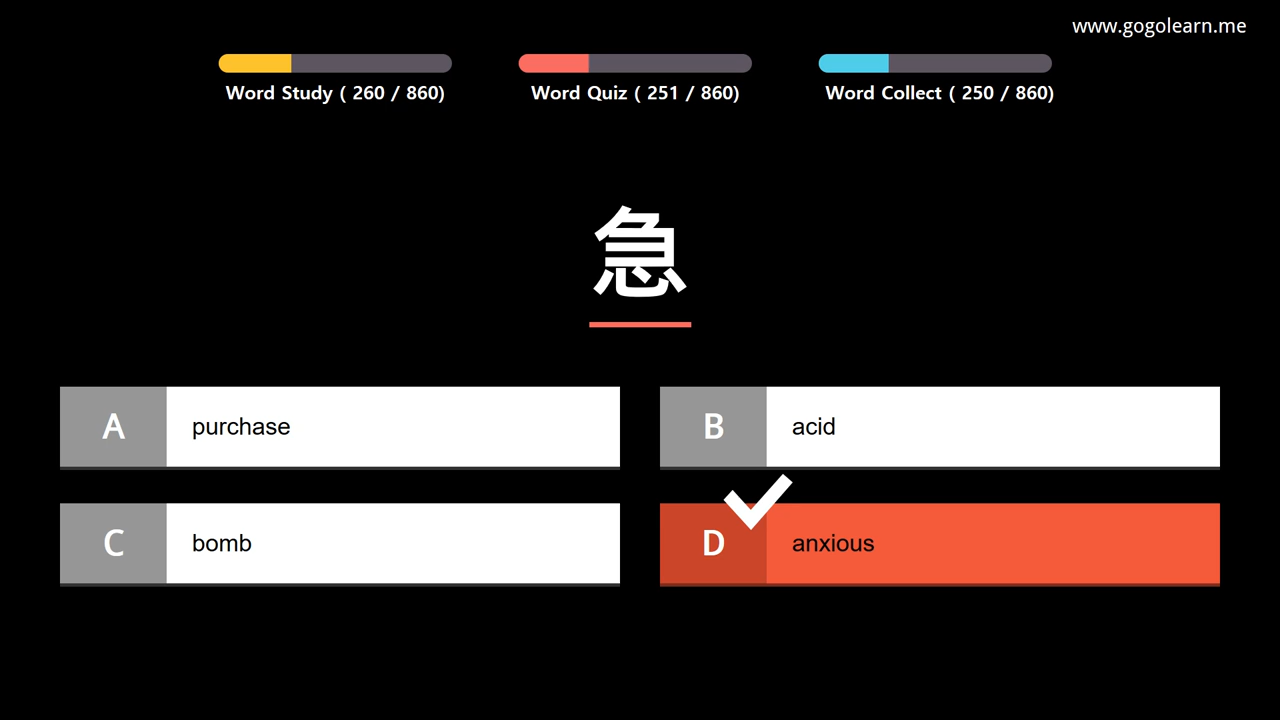 www.gogolearn.me
Word Study ( 260 / 860)
Word Quiz ( 251 / 860)
Word Collect ( 250 / 860)
急
A purchase
B acid
C bomb
D anxious